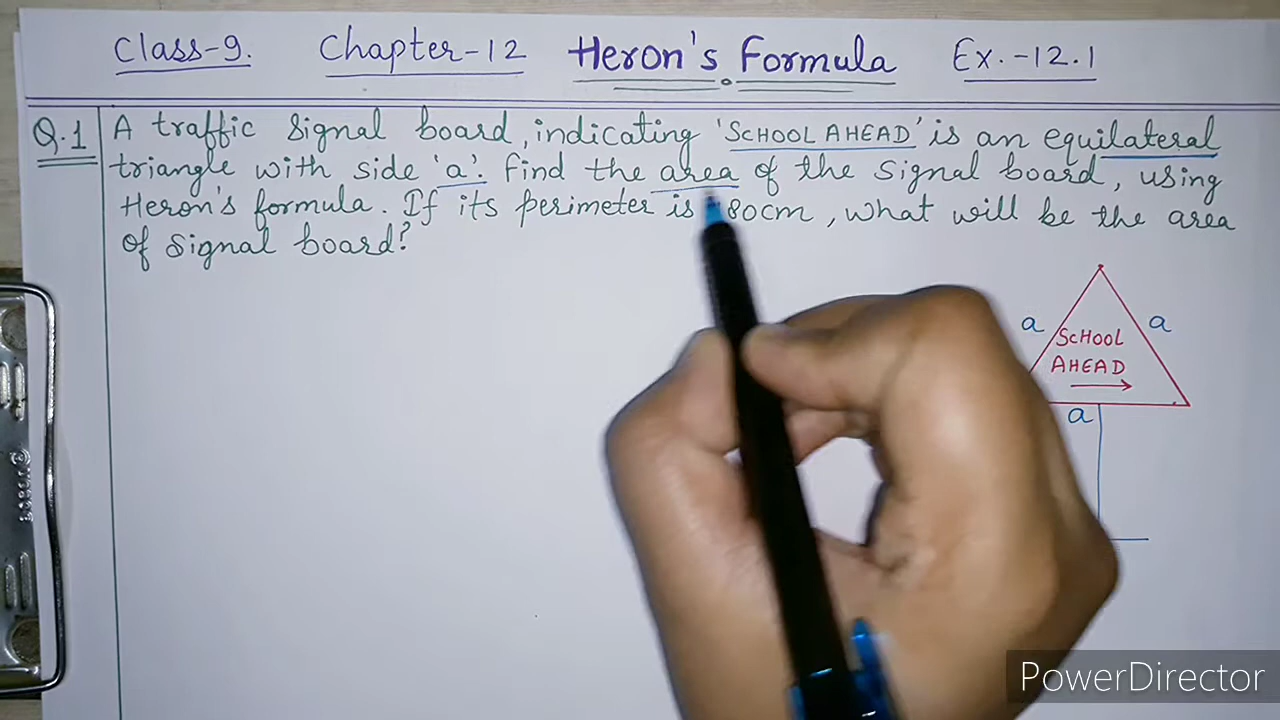 Class-9. Chapter-12 Heron's Formula Ex.-12.1
Q.1 A traffic signal board, indicating 'SCHOOL AHEAD' is an equilateral
triangle with side 'a'. Find the area of the signal board, using
Heron's formula. If its perimeter is 80cm, what will be the area
of signal board?
a SCHOOL a
AHEAD
a
PowerDirector